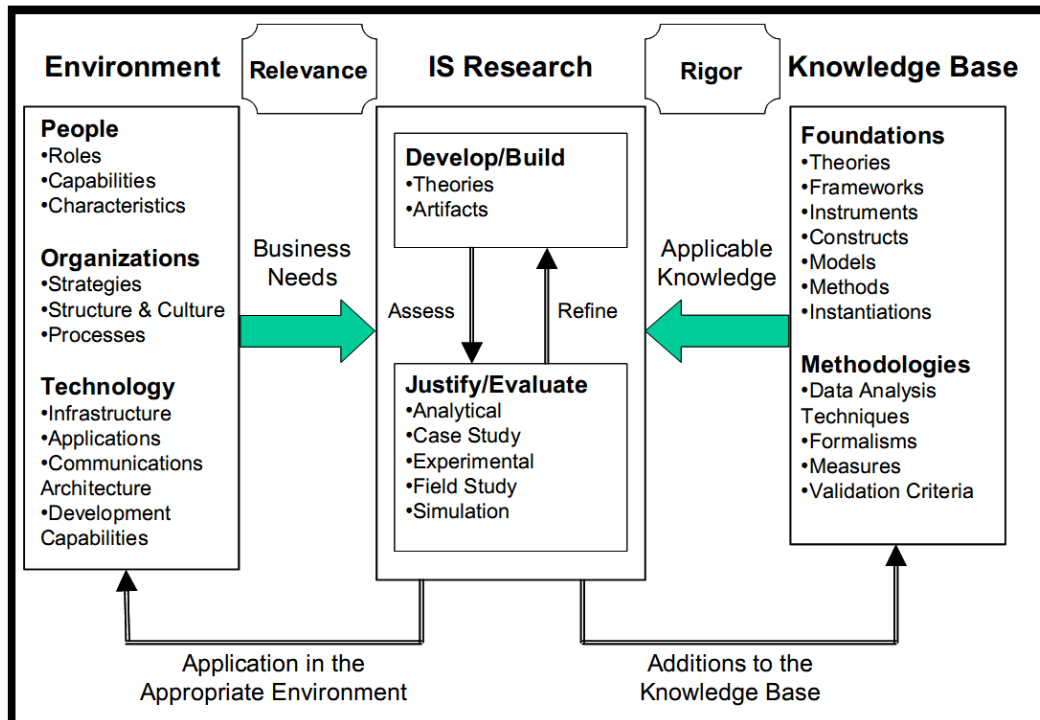 Environment
Relevance
IS Research
Rigor
Knowledge Base
People
•Roles
•Capabilities
•Characteristics
Organizations
•Strategies
•Structure & Culture
•Processes
Technology
•Infrastructure
•Applications
•Communications
Architecture
•Development
Capabilities
Business
Needs
Develop/Build
•Theories
•Artifacts
Assess
Refine
Justify/Evaluate
•Analytical
•Case Study
•Experimental
•Field Study
•Simulation
Applicable
Knowledge
Foundations
•Theories
•Frameworks
•Instruments
•Constructs
•Models
•Methods
•Instantiations
Methodologies
•Data Analysis
Techniques
•Formalisms
•Measures
•Validation Criteria
Application in the
Appropriate Environment
Additions to the
Knowledge Base